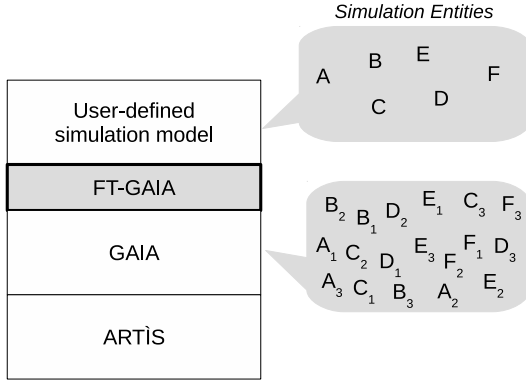 Simulation Entities
A B E F
C D
User-defined
simulation model
FT-GAIA
GAIA
ARTÌS
B2 B1 D2 E1 C3 F3
A1 C2 D1 E3 F2 F1 D3
A3 C1 B3 A2 E2